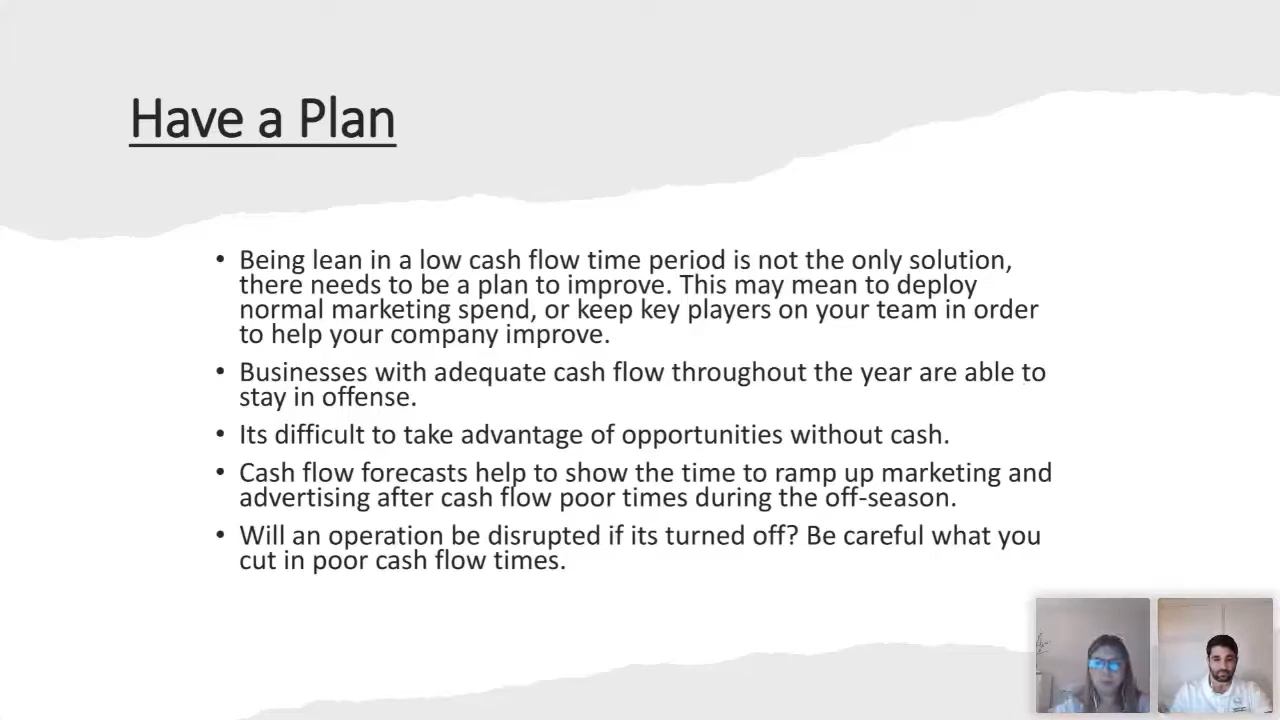 Have a Plan
• Being lean in a low cash flow time period is not the only solution,
there needs to be a plan to improve. This may mean to deploy
normal marketing spend, or keep key players on your team in order
to help your company improve.
• Businesses with adequate cash flow throughout the year are able to
stay in offense.
• Its difficult to take advantage of opportunities without cash.
• Cash flow forecasts help to show the time to ramp up marketing and
advertising after cash flow poor times during the off-season.
• Will an operation be disrupted if its turned off? Be careful what you
cut in poor cash flow times.